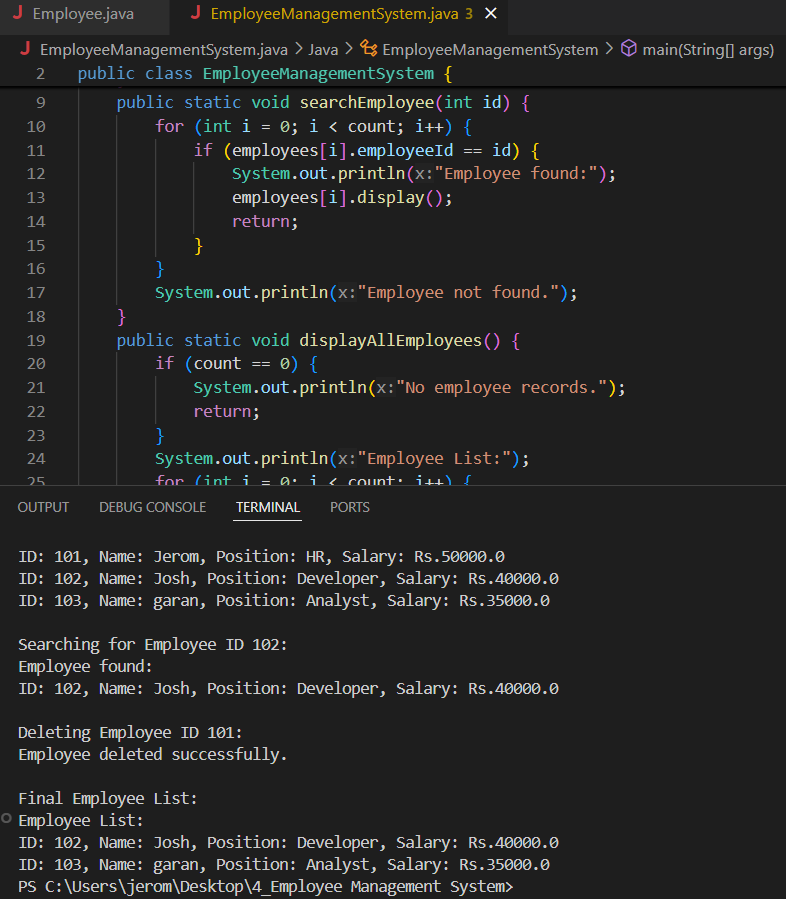 Employee.java
EmployeeManagementSystem.java 3
EmployeeManagementSystem.java > Java > EmployeeManagementSystem > main(String[] args)
2 public class EmployeeManagementSystem {
9 public static void searchEmployee(int id) {
10 for (int i = 0; i < count; i++) {
11 if (employees[i].employeeId == id) {
12 System.out.println(x:"Employee found:");
13 employees[i].display();
14 return;
15 }
16 }
17 System.out.println(x:"Employee not found.");
18 }
19 public static void displayAllEmployees() {
20 if (count == 0) {
21 System.out.println(x:"No employee records.");
22 return;
23 }
24 System.out.println(x:"Employee List:");
25 for (int i = 0; i < count; i++) {
OUTPUT DEBUG CONSOLE TERMINAL PORTS
ID: 101, Name: Jerom, Position: HR, Salary: Rs.50000.0
ID: 102, Name: Josh, Position: Developer, Salary: Rs.40000.0
ID: 103, Name: garan, Position: Analyst, Salary: Rs.35000.0
Searching for Employee ID 102:
Employee found:
ID: 102, Name: Josh, Position: Developer, Salary: Rs.40000.0
Deleting Employee ID 101:
Employee deleted successfully.
Final Employee List:
Employee List:
ID: 102, Name: Josh, Position: Developer, Salary: Rs.40000.0
ID: 103, Name: garan, Position: Analyst, Salary: Rs.35000.0
PS C:\Users\jerom\Desktop\4_Employee Management System>